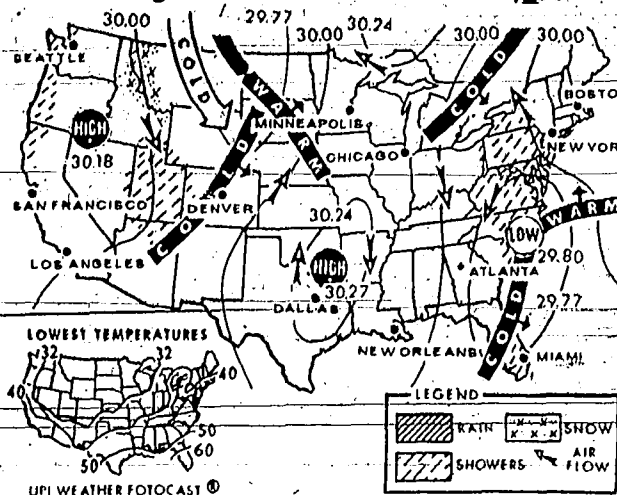 30.00
29.77
30.24
30.00
30.00
30.00
SEATTLE
COLD
WARM
COLD
BOSTO
MINNEAPOLIS
HIGH
30.18
CHICAGO
NEW YOR
COLD
SAN FRANCISCO
DENVER
30.24
WARM
LOW
LOS ANGELES
HIGH
30.27
29.80
ATLANTA
DALLAS
29.77
COLD
NEW ORLEANS
MIAMI
LOWEST TEMPERATURES
32
32
40
40
50
50
60
LEGEND
RAIN
SNOW
SHOWERS
AIR
FLOW
UPI WEATHER FOTOCAST ®